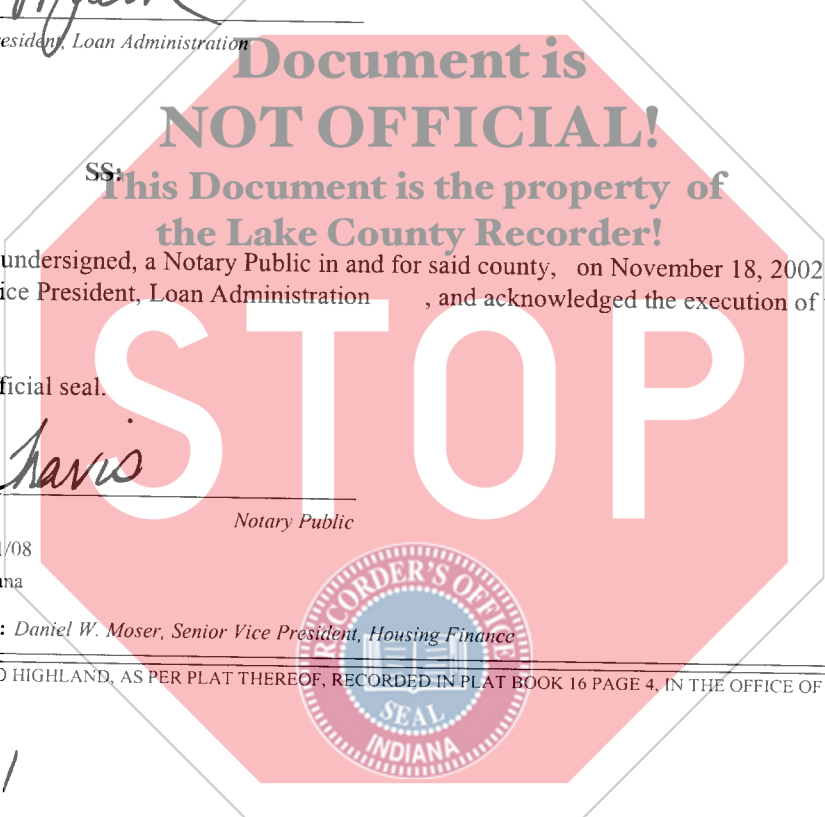 esident, Loan Administration
Document is
NOT OFFICIAL!
SS:
This Document is the property of
the Lake County Recorder!
undersigned, a Notary Public in and for said county, on November 18, 2002
ice President, Loan Administration , and acknowledged the execution of
STOP
ficial seal.
Travis
Notary Public
/08
ana
: Daniel W. Moser, Senior Vice President, Housing Finance
RECORDER'S OFFICE
O HIGHLAND, AS PER PLAT THEREOF, RECORDED IN PLAT BOOK 16 PAGE 4, IN THE OFFICE OF
SEAL
INDIANA